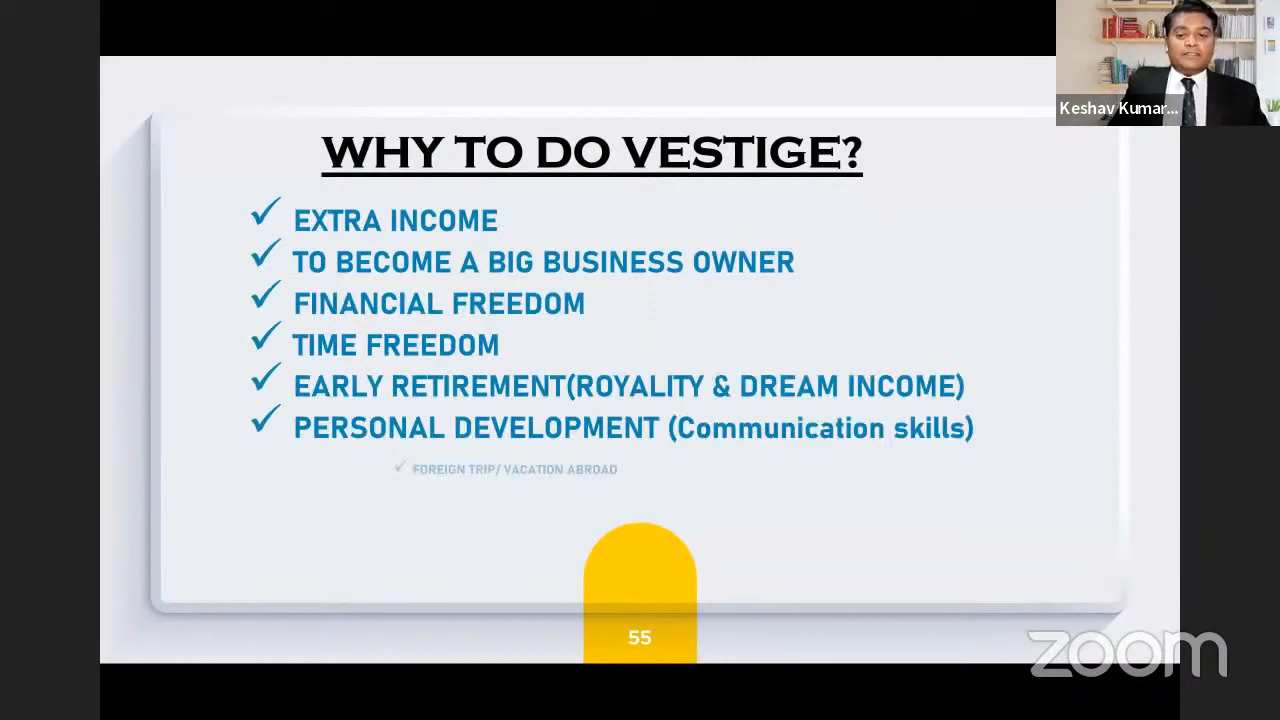 Keshav Kumar...
WHY TO DO VESTIGE?
✓ EXTRA INCOME
✓ TO BECOME A BIG BUSINESS OWNER
✓ FINANCIAL FREEDOM
✓ TIME FREEDOM
✓ EARLY RETIREMENT(ROYALITY & DREAM INCOME)
✓ PERSONAL DEVELOPMENT (Communication skills)
✓ FOREIGN TRIP/ VACATION ABROAD
55
zoom